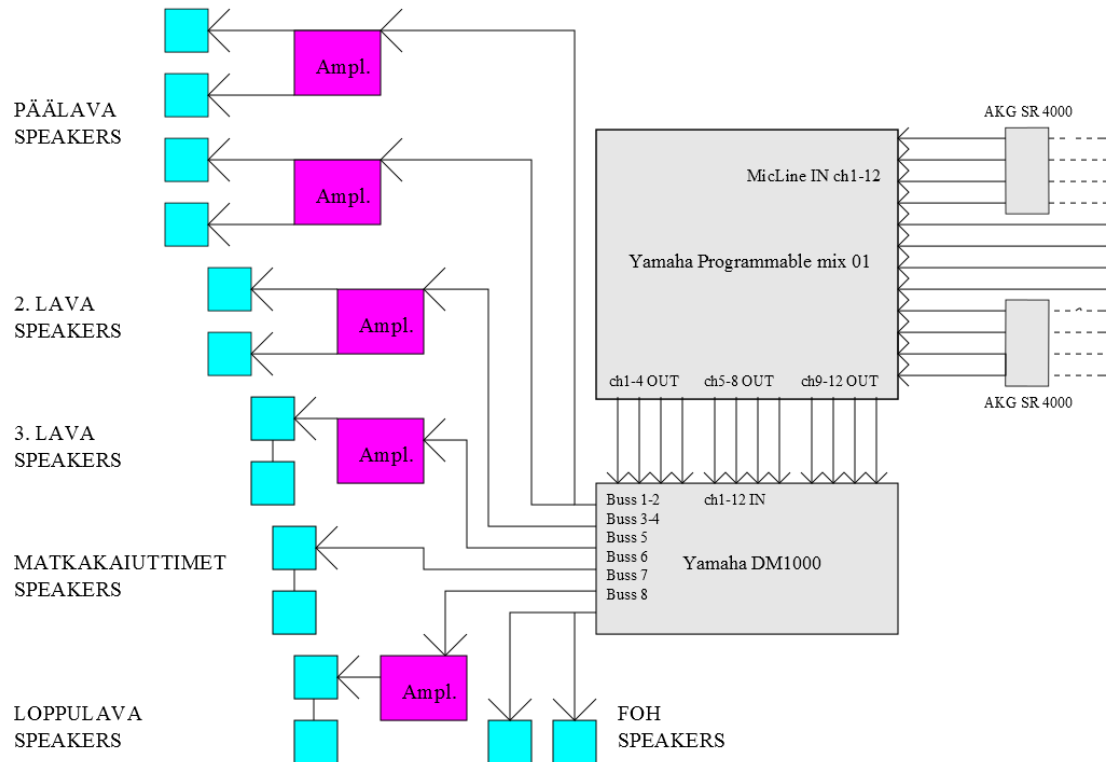 Ampl.
PÄÄLAVA
SPEAKERS
Ampl.
2. LAVA
SPEAKERS
Ampl.
3. LAVA
SPEAKERS
Ampl.
MATKAKAIUTTIMET
SPEAKERS
LOPPULAVA
SPEAKERS
Ampl.
FOH
SPEAKERS
AKG SR 4000
MicLine IN ch1-12
Yamaha Programmable mix 01
ch1-4 OUT ch5-8 OUT ch9-12 OUT
AKG SR 4000
Buss 1-2 ch1-12 IN
Buss 3-4
Buss 5
Buss 6
Buss 7
Buss 8
Yamaha DM1000